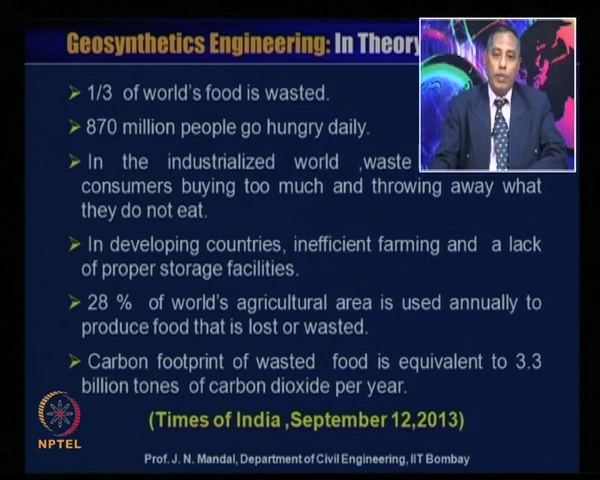 Geosynthetics Engineering: In Theory
➤ 1/3 of world's food is wasted.
➤ 870 million people go hungry daily.
➤ In the industrialized world ,waste
consumers buying too much and throwing away what
they do not eat.
➤ In developing countries, inefficient farming and a lack
of proper storage facilities.
➤ 28 % of world's agricultural area is used annually to
produce food that is lost or wasted.
➤ Carbon footprint of wasted food is equivalent to 3.3
billion tones of carbon dioxide per year.
(Times of India ,September 12,2013)
NPTEL
Prof. J. N. Mandal, Department of Civil Engineering, IIT Bombay